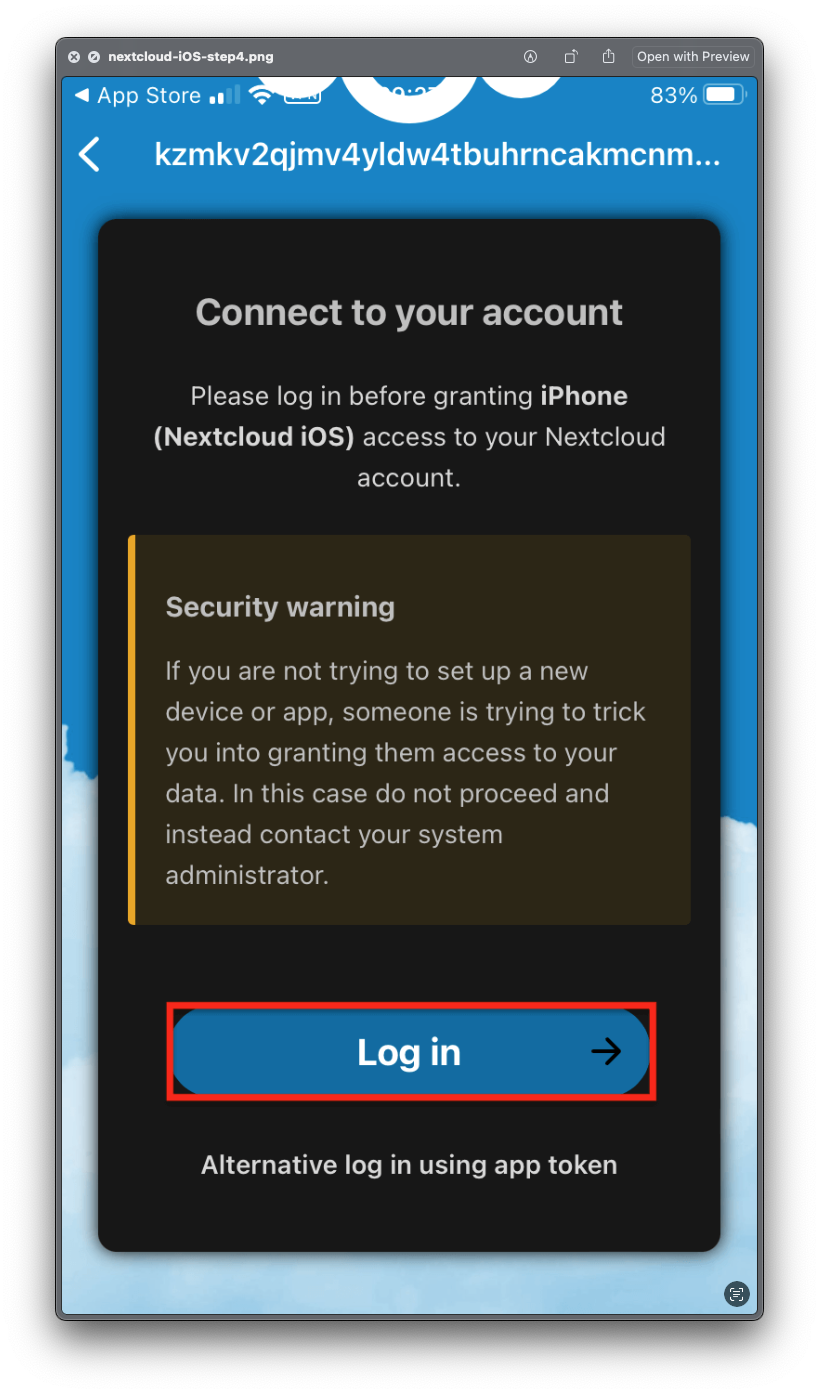 nextcloud-iOS-step4.png
Open with Preview
App Store
83%
kzmkv2qjmv4yldw4tbuhrncakmcnm...
Connect to your account
Please log in before granting iPhone
(Nextcloud iOS) access to your Nextcloud
account.
Security warning
If you are not trying to set up a new
device or app, someone is trying to trick
you into granting them access to your
data. In this case do not proceed and
instead contact your system
administrator.
Log in
Alternative log in using app token